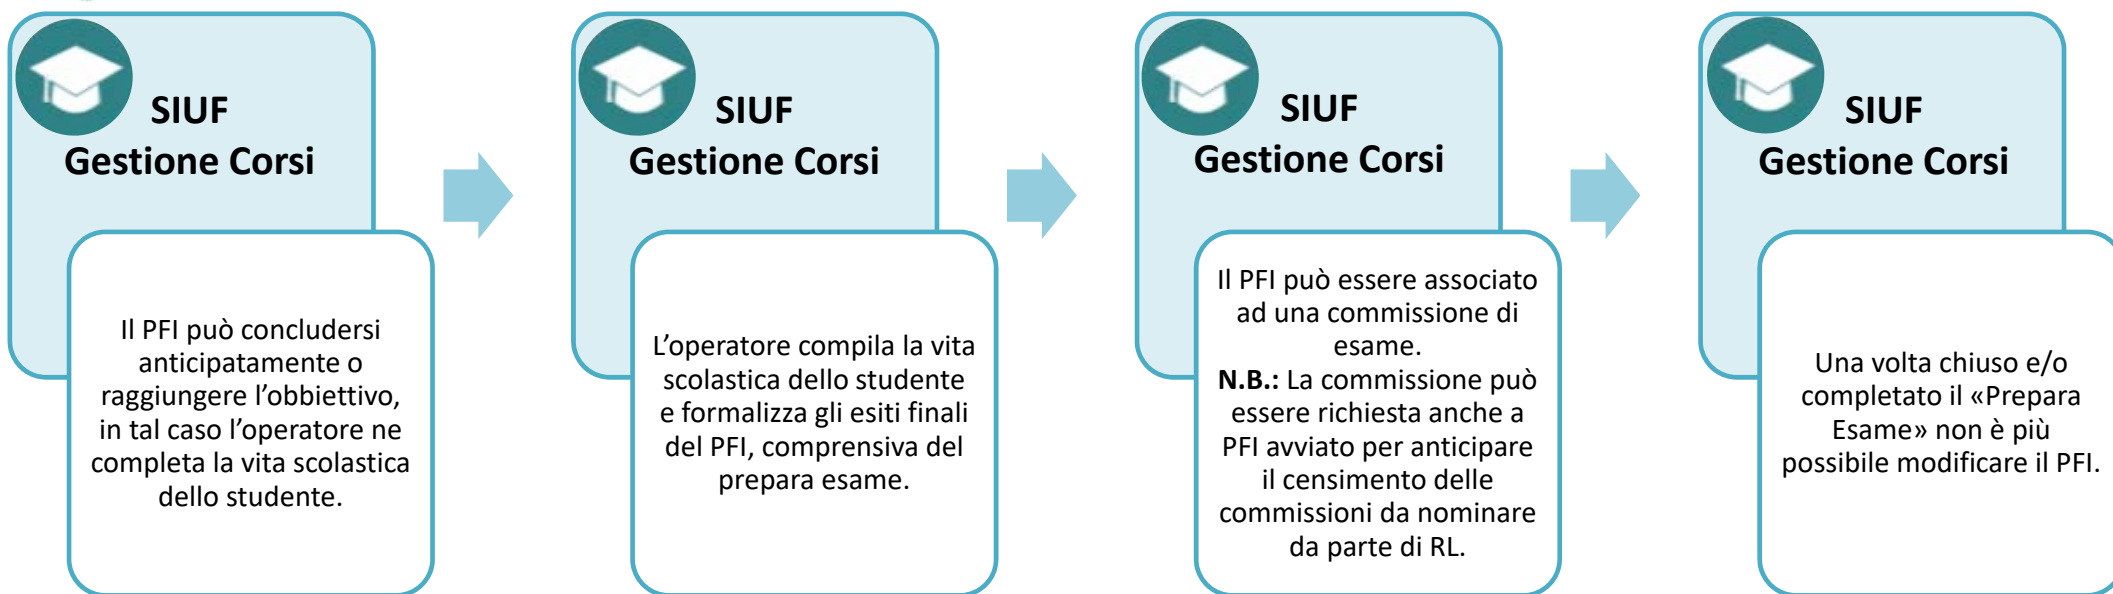 SIUF
Gestione Corsi
Il PFI può concludersi
anticipatamente o
raggiungere l’obbiettivo,
in tal caso l’operatore ne
completa la vita scolastica
dello studente.
SIUF
Gestione Corsi
L’operatore compila la vita
scolastica dello studente
e formalizza gli esiti finali
del PFI, comprensiva del
prepara esame.
SIUF
Gestione Corsi
Il PFI può essere associato
ad una commissione di
esame.
N.B.: La commissione può
essere richiesta anche a
PFI avviato per anticipare
il censimento delle
commissioni da nominare
da parte di RL.
SIUF
Gestione Corsi
Una volta chiuso e/o
completato il «Prepara
Esame» non è più
possibile modificare il PFI.